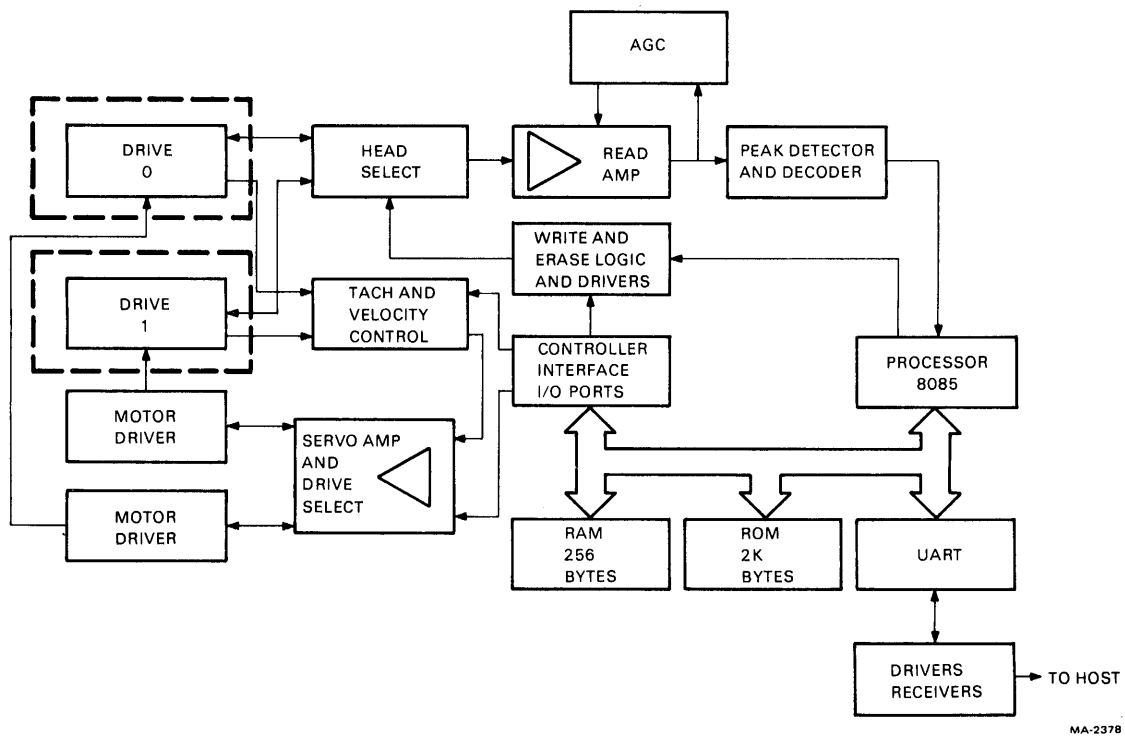 AGC
DRIVE
0
HEAD
SELECT
READ
AMP
PEAK DETECTOR
AND DECODER
WRITE AND
ERASE LOGIC
AND DRIVERS
DRIVE
1
TACH AND
VELOCITY
CONTROL
CONTROLLER
INTERFACE
I/O PORTS
PROCESSOR
8085
MOTOR
DRIVER
SERVO AMP
AND
DRIVE
SELECT
MOTOR
DRIVER
RAM
256
BYTES
ROM
2K
BYTES
UART
DRIVERS
RECEIVERS
TO HOST
MA-2378